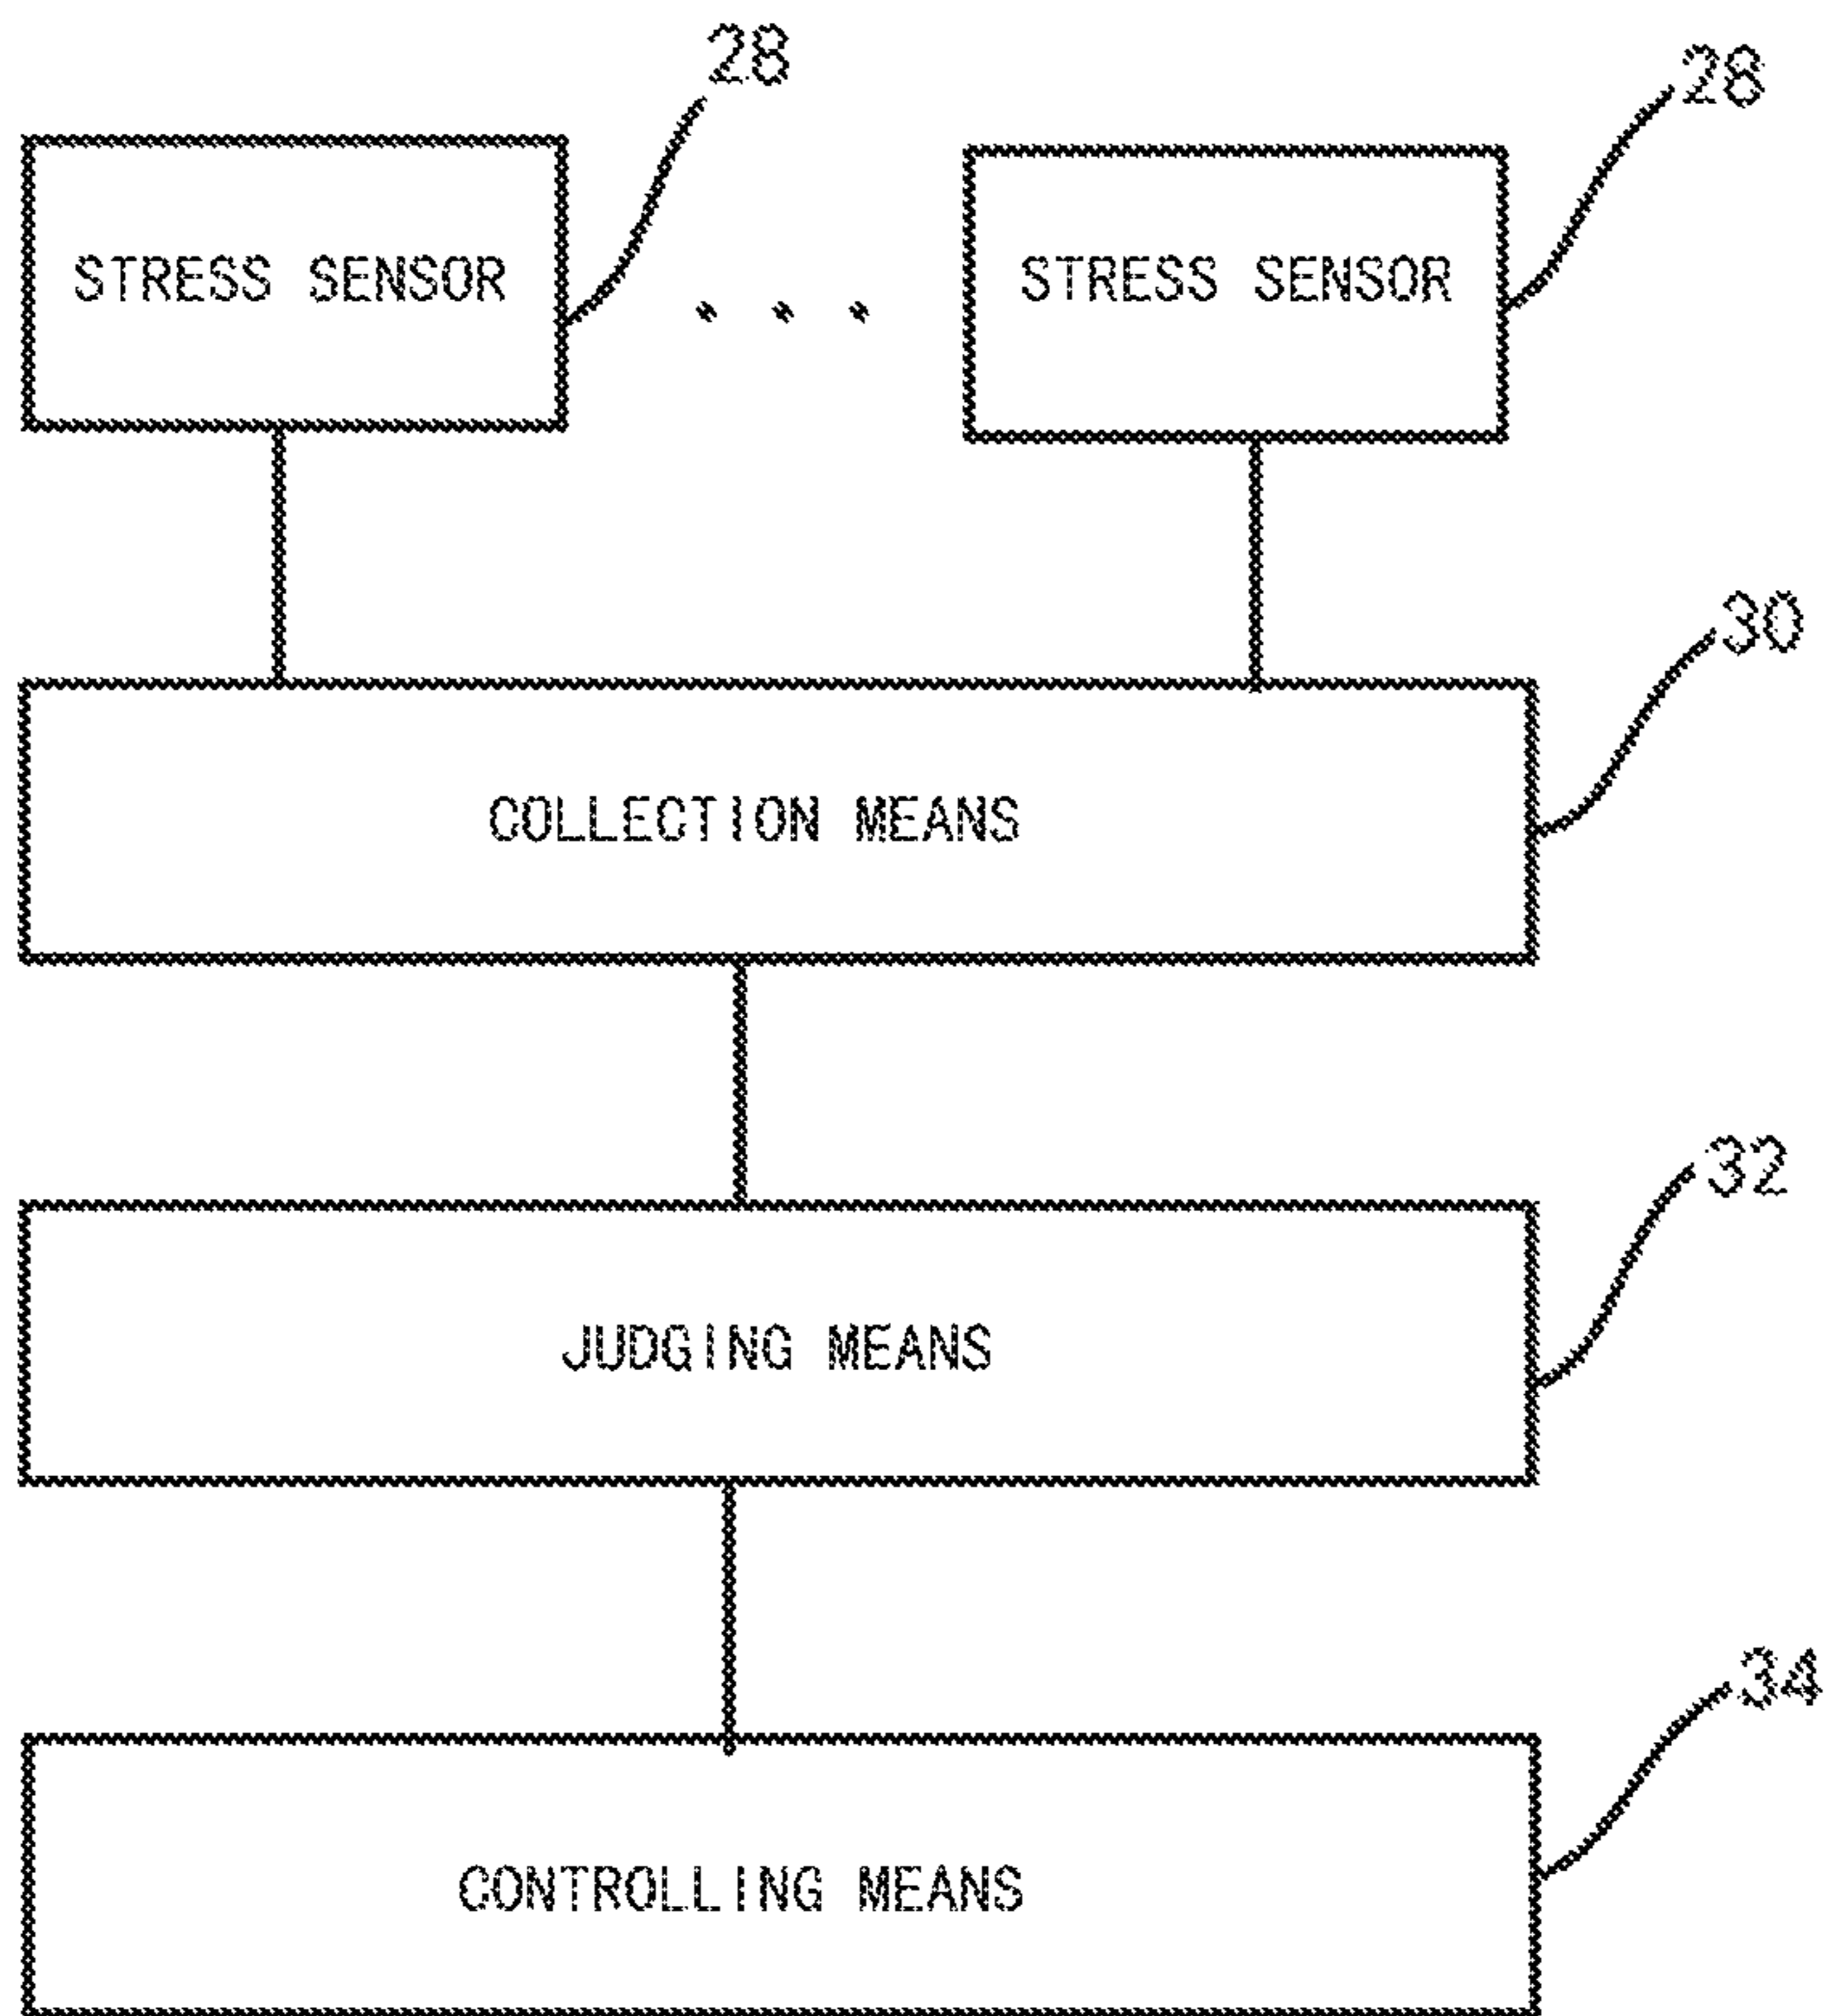 28
28
STRESS SENSOR
STRESS SENSOR
30
COLLECTION MEANS
32
JUDGING MEANS
34
CONTROLLING MEANS